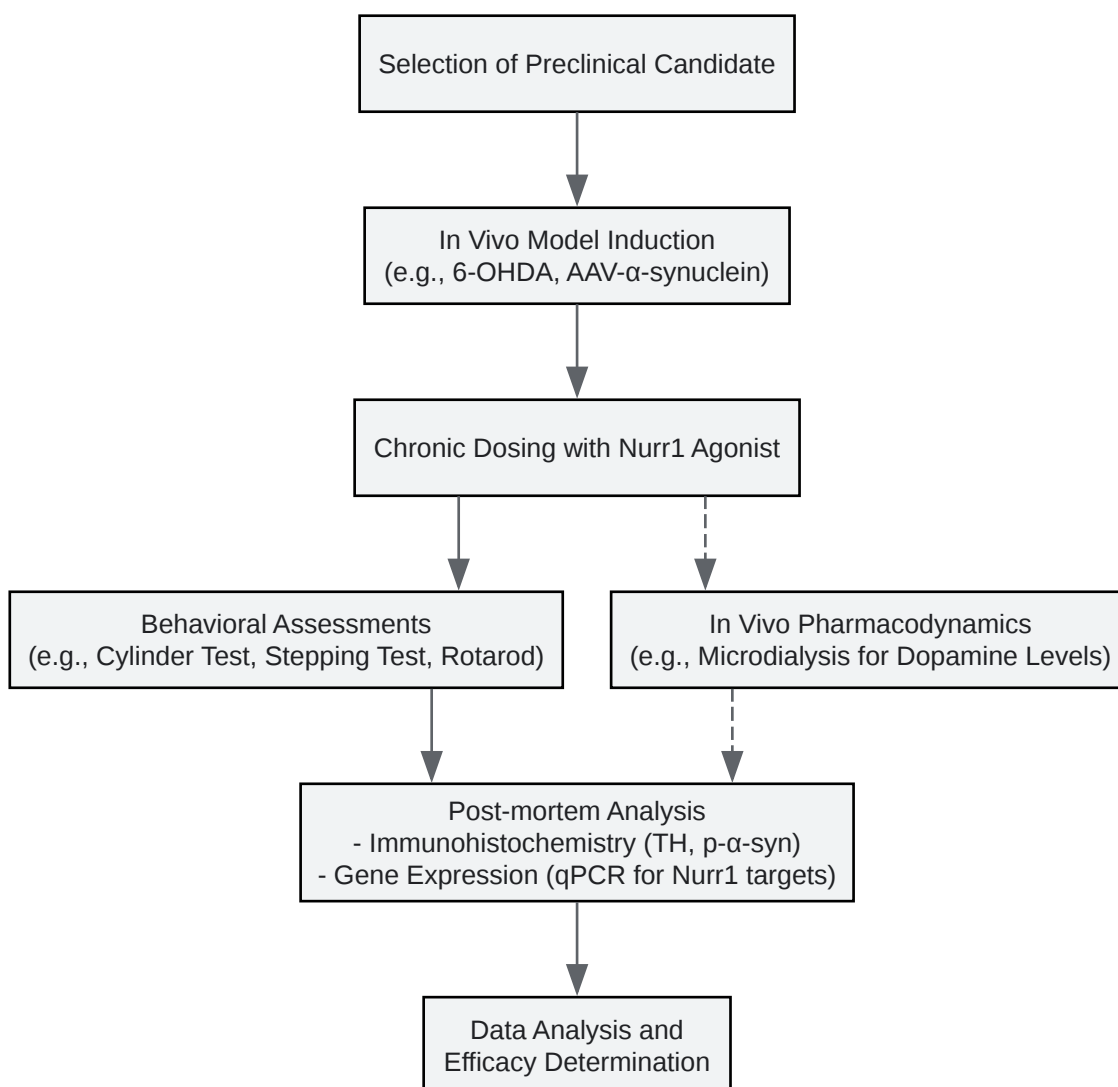 Selection of Preclinical Candidate
In Vivo Model Induction
(e.g., 6-OHDA, AAV-α-synuclein)
Chronic Dosing with Nurr1 Agonist
Behavioral Assessments
(e.g., Cylinder Test, Stepping Test, Rotarod)
In Vivo Pharmacodynamics
(e.g., Microdialysis for Dopamine Levels)
Post-mortem Analysis
- Immunohistochemistry (TH, p-α-syn)
- Gene Expression (qPCR for Nurr1 targets)
Data Analysis and
Efficacy Determination